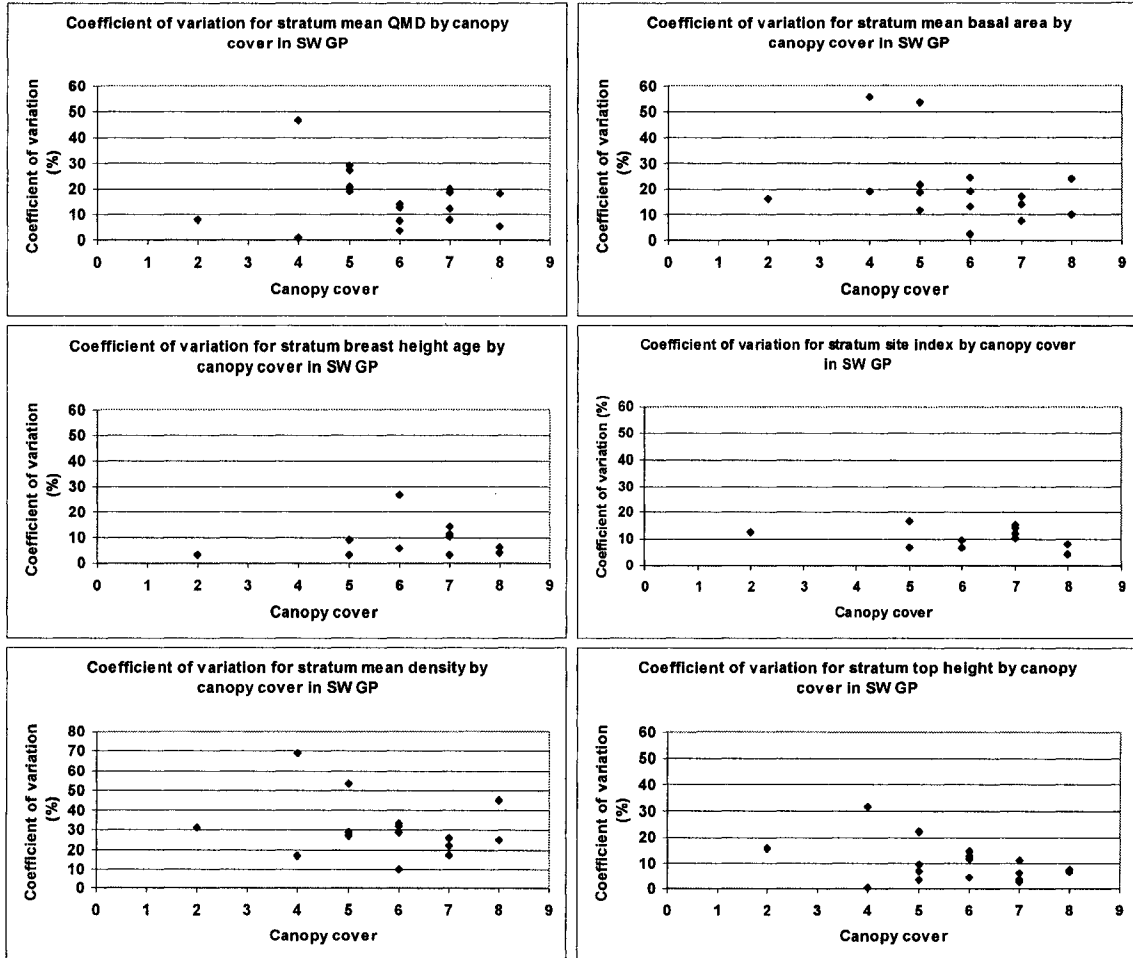 Coefficient of variation for stratum mean QMD by canopy
cover in SW GP
Coefficient of variation
(%)
60
50
40
30
20
10
0
0 1 2 3 4 5 6 7 8 9
Canopy cover
Coefficient of variation for stratum mean basal area by
canopy cover in SW GP
Coefficient of variation
(%)
60
50
40
30
20
10
0
0 1 2 3 4 5 6 7 8 9
Canopy cover
Coefficient of variation for stratum breast height age by
canopy cover in SW GP
Coefficient of variation
(%)
60
50
40
30
20
10
0
0 1 2 3 4 5 6 7 8 9
Canopy cover
Coefficient of variation for stratum site index by canopy cover
in SW GP
Coefficient of variation (%)
60
50
40
30
20
10
0
0 1 2 3 4 5 6 7 8 9
Canopy cover
Coefficient of variation for stratum mean density by
canopy cover in SW GP
Coefficient of variation
(%)
80
70
60
50
40
30
20
10
0
0 1 2 3 4 5 6 7 8 9
Canopy cover
Coefficient of variation for stratum top height by canopy
cover in SW GP
Coefficient of variation
(%)
60
50
40
30
20
10
0
0 1 2 3 4 5 6 7 8 9
Canopy cover